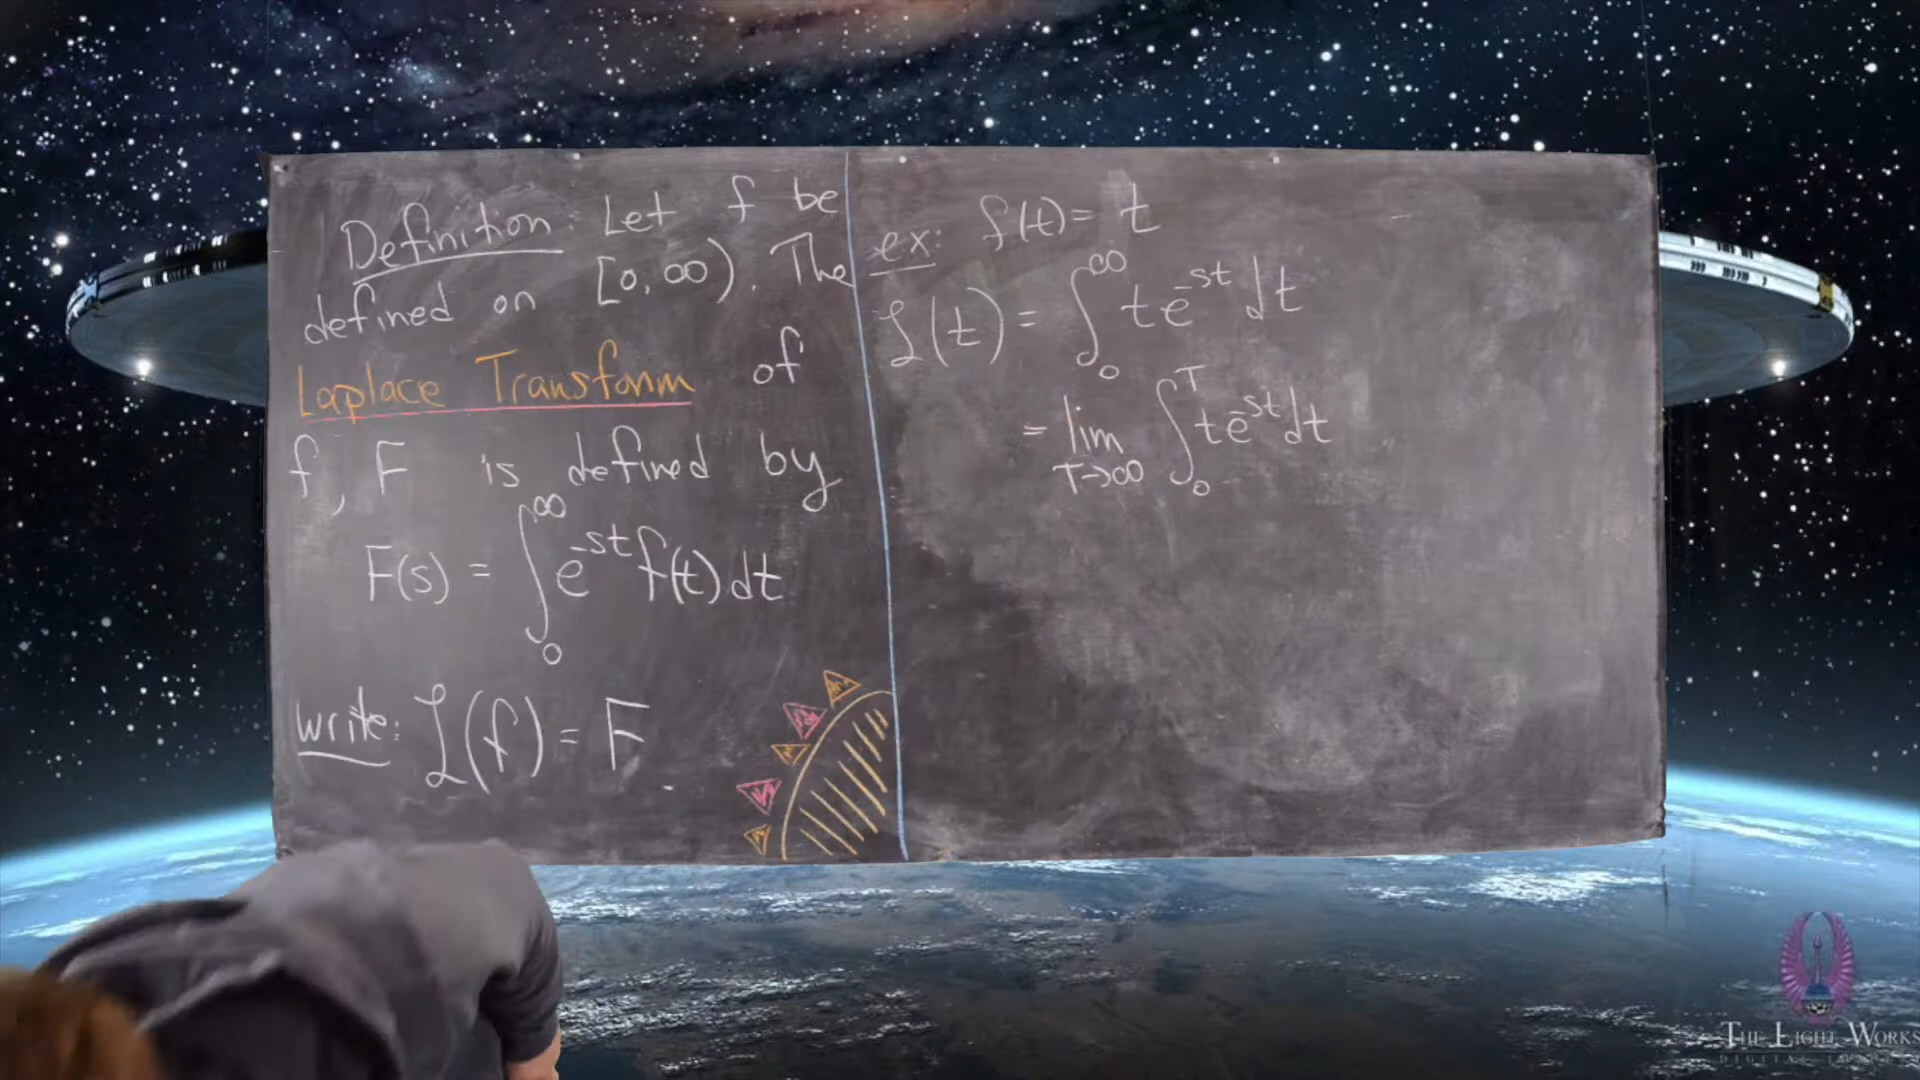 Definition: Let f be
defined on [0, ∞). The
Laplace Transform of
f, F is defined by
F(s) = ∫₀^∞ e^{-st} f(t) dt
write: ℒ(f) = F
ex: f(t) = t
ℒ(t) = ∫₀^∞ t e^{-st} dt
= lim_{T→∞} ∫₀^T t e^{-st} dt
THE LIGHT WORKS